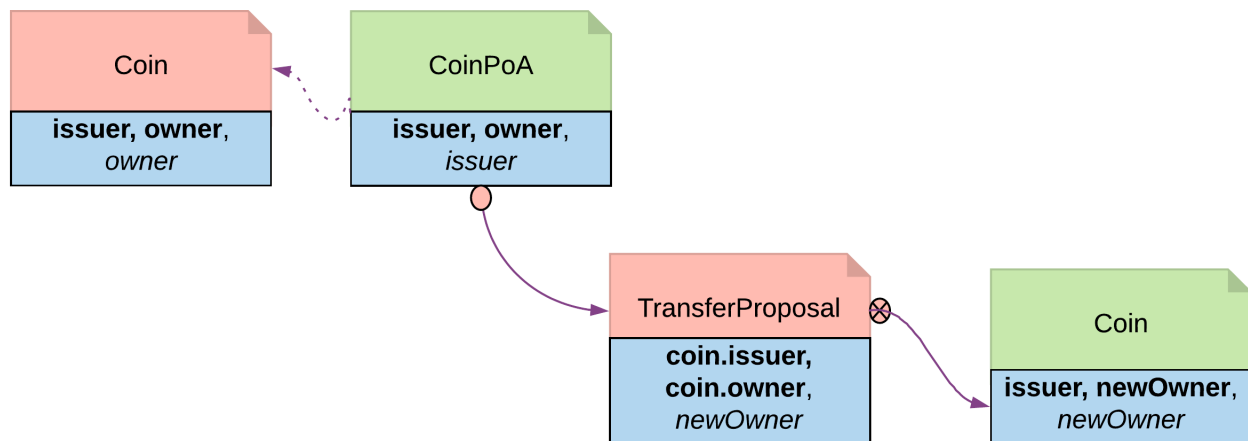 Coin
issuer, owner,
owner
CoinPoA
issuer, owner,
issuer
TransferProposal
coin.issuer,
coin.owner,
newOwner
Coin
issuer, newOwner,
newOwner